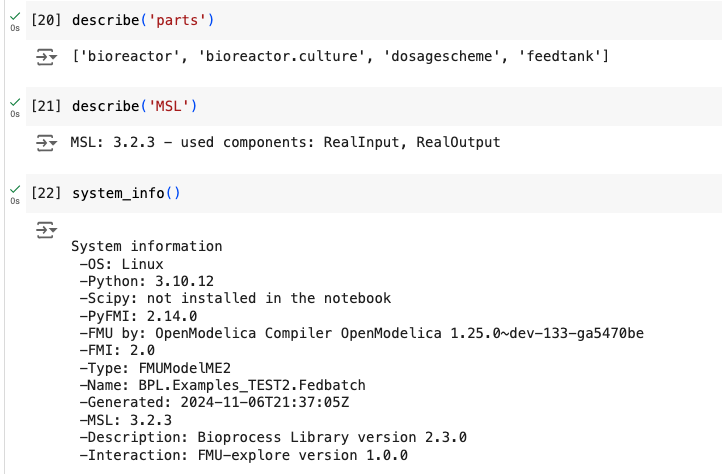 [20] describe('parts')
0s
['bioreactor', 'bioreactor.culture', 'dosagescheme', 'feedtank']
[21] describe('MSL')
0s
MSL: 3.2.3 – used components: RealInput, RealOutput
[22] system_info()
0s
System information
-OS: Linux
-Python: 3.10.12
-Scipy: not installed in the notebook
-PyFMI: 2.14.0
-FMU by: OpenModelica Compiler OpenModelica 1.25.0~dev-133-ga5470be
-FMI: 2.0
-Type: FMUModelME2
-Name: BPL.Examples_TEST2.Fedbatch
-Generated: 2024-11-06T21:37:05Z
-MSL: 3.2.3
-Description: Bioprocess Library version 2.3.0
-Interaction: FMU-explore version 1.0.0